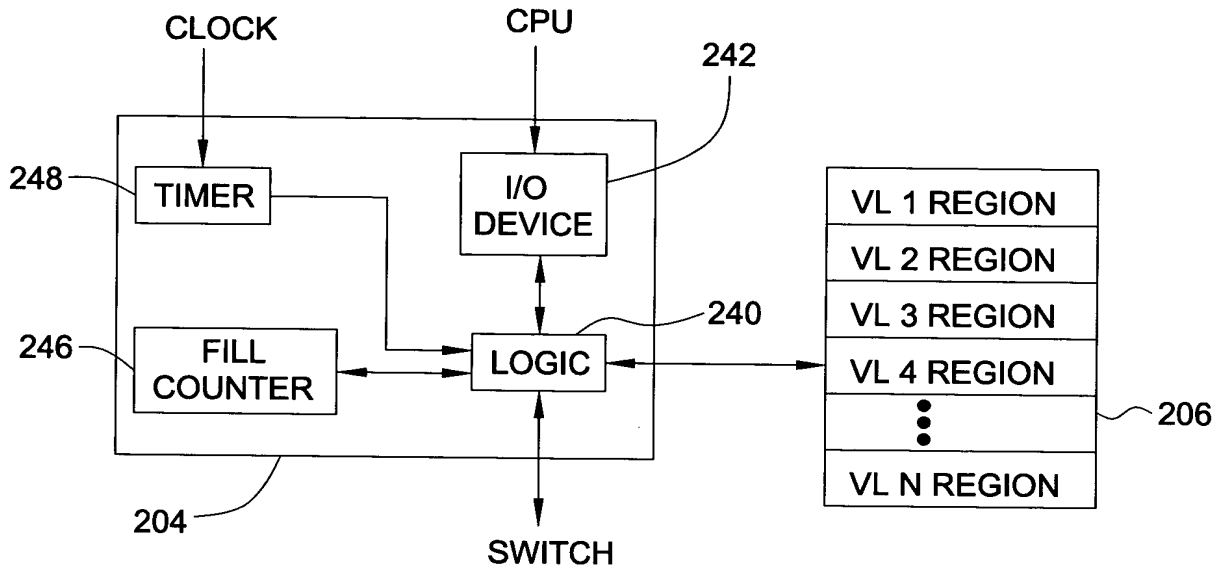 CLOCK
CPU
242
248
TIMER
I/O
DEVICE
VL 1 REGION
VL 2 REGION
VL 3 REGION
VL 4 REGION
VL N REGION
206
246
FILL
COUNTER
240
LOGIC
204
SWITCH